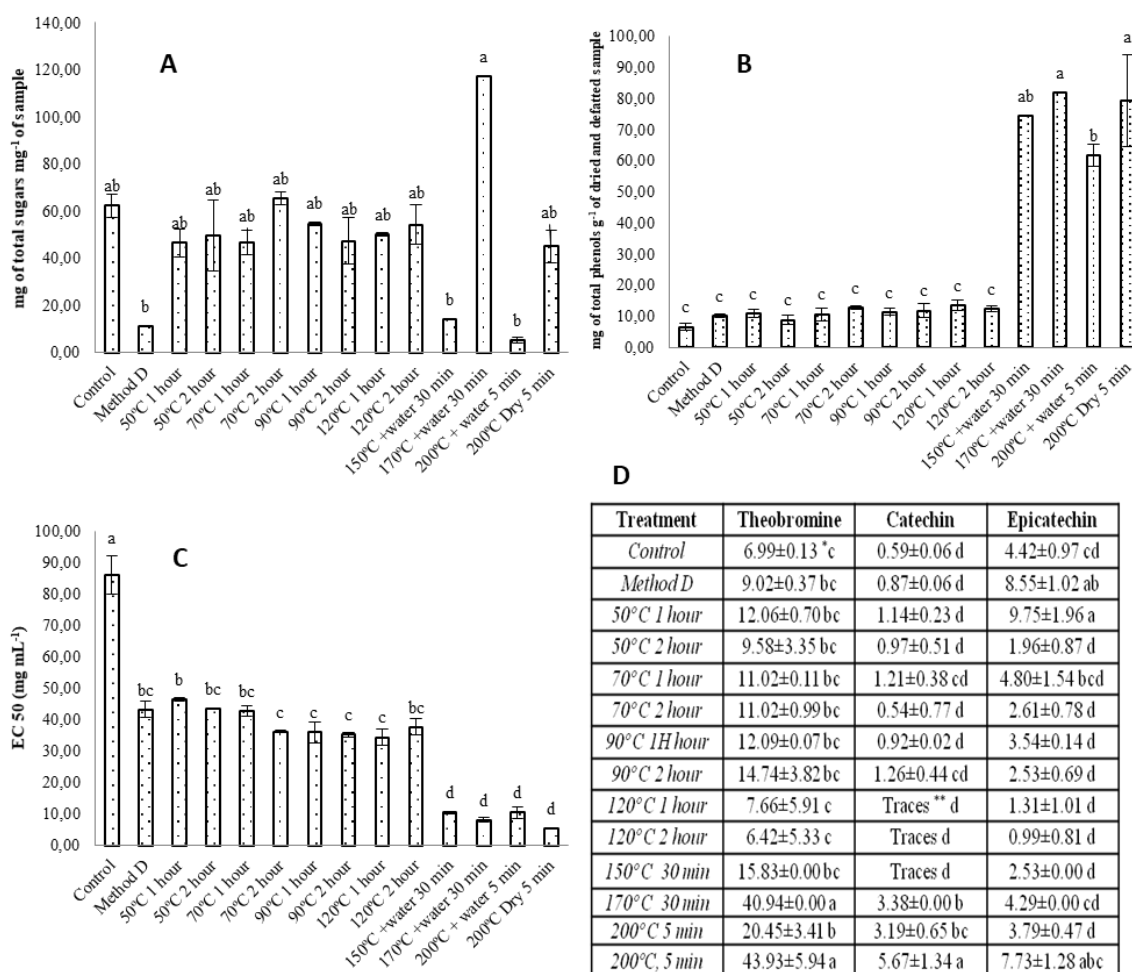 A
mg of total sugars mg⁻¹ of sample
140,00
120,00
100,00
80,00
60,00
40,00
20,00
0,00
ab
b
ab
ab
ab
ab
ab
ab
ab
ab
b
a
b
ab
Control
Method D
50ºC 1 hour
50ºC 2 hour
70ºC 1 hour
70ºC 2 hour
90ºC 1 hour
90ºC 2 hour
120ºC 1 hour
120ºC 2 hour
150ºC +water 30 min
170ºC +water 30 min
200ºC + water 5 min
200ºC Dry 5 min
B
mg of total phenols g⁻¹ of dried and defatted sample
100,00
90,00
80,00
70,00
60,00
50,00
40,00
30,00
20,00
10,00
0,00
c
c
c
c
c
c
c
c
c
c
ab
a
b
a
Control
Method D
50ºC 1 hour
50ºC 2 hour
70ºC 1 hour
70ºC 2 hour
90ºC 1 hour
90ºC 2 hour
120ºC 1 hour
120ºC 2 hour
150ºC +water 30 min
170ºC +water 30 min
200ºC + water 5 min
200ºC Dry 5 min
C
EC 50 (mg mL⁻¹)
100,00
90,00
80,00
70,00
60,00
50,00
40,00
30,00
20,00
10,00
0,00
a
bc
b
bc
bc
c
c
c
c
bc
d
d
d
d
Control
Method D
50ºC 1 hour
50ºC 2 hour
70ºC 1 hour
70ºC 2 hour
90ºC 1 hour
90ºC 2 hour
120ºC 1 hour
120ºC 2 hour
150ºC +water 30 min
170ºC +water 30 min
200ºC + water 5 min
200ºC Dry 5 min
D
Treatment Theobromine Catechin Epicatechin
Control 6.99±0.13 *c 0.59±0.06 d 4.42±0.97 cd
Method D 9.02±0.37 bc 0.87±0.06 d 8.55±1.02 ab
50°C 1 hour 12.06±0.70 bc 1.14±0.23 d 9.75±1.96 a
50°C 2 hour 9.58±3.35 bc 0.97±0.51 d 1.96±0.87 d
70°C 1 hour 11.02±0.11 bc 1.21±0.38 cd 4.80±1.54 bcd
70°C 2 hour 11.02±0.99 bc 0.54±0.77 d 2.61±0.78 d
90°C 1H hour 12.09±0.07 bc 0.92±0.02 d 3.54±0.14 d
90°C 2 hour 14.74±3.82 bc 1.26±0.44 cd 2.53±0.69 d
120°C 1 hour 7.66±5.91 c Traces ** d 1.31±1.01 d
120°C 2 hour 6.42±5.33 c Traces d 0.99±0.81 d
150°C 30 min 15.83±0.00 bc Traces d 2.53±0.00 d
170°C 30 min 40.94±0.00 a 3.38±0.00 b 4.29±0.00 cd
200°C 5 min 20.45±3.41 b 3.19±0.65 bc 3.79±0.47 d
200°C, 5 min 43.93±5.94 a 5.67±1.34 a 7.73±1.28 abc